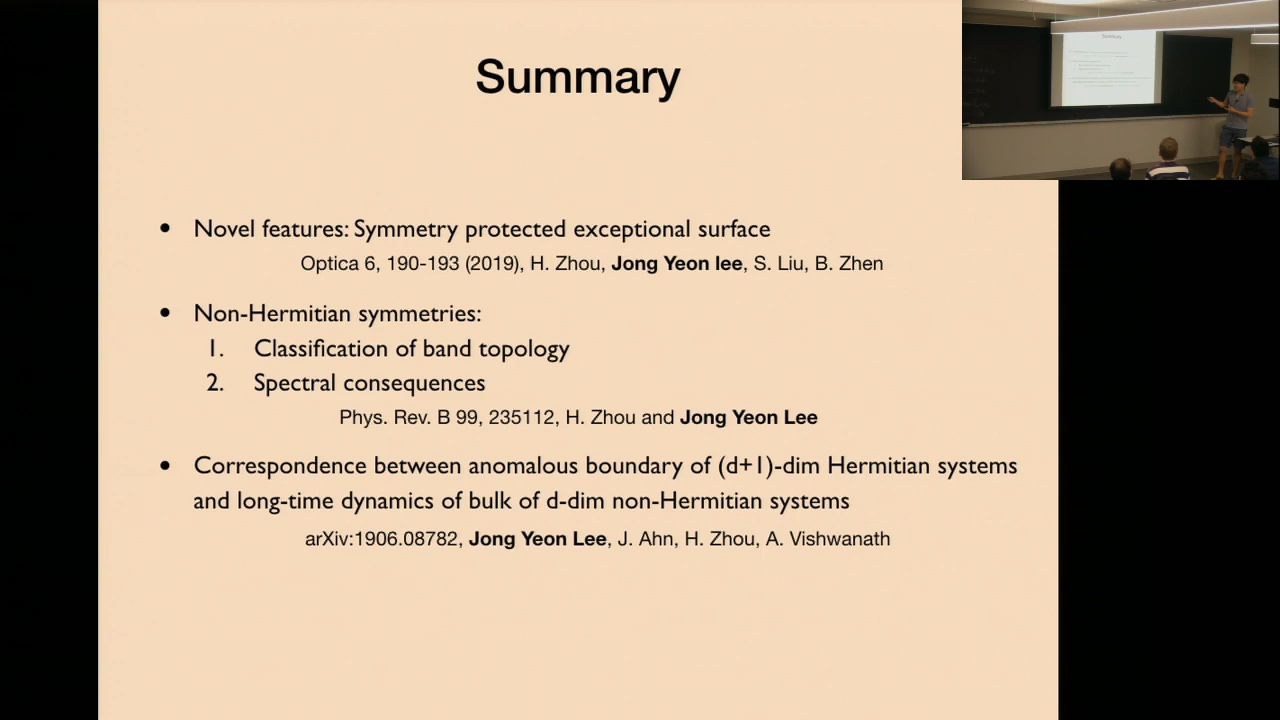 Summary
• Novel features: Symmetry protected exceptional surface
Optica 6, 190-193 (2019), H. Zhou, Jong Yeon lee, S. Liu, B. Zhen
• Non-Hermitian symmetries:
1. Classification of band topology
2. Spectral consequences
Phys. Rev. B 99, 235112, H. Zhou and Jong Yeon Lee
• Correspondence between anomalous boundary of (d+1)-dim Hermitian systems
and long-time dynamics of bulk of d-dim non-Hermitian systems
arXiv:1906.08782, Jong Yeon Lee, J. Ahn, H. Zhou, A. Vishwanath
Summary